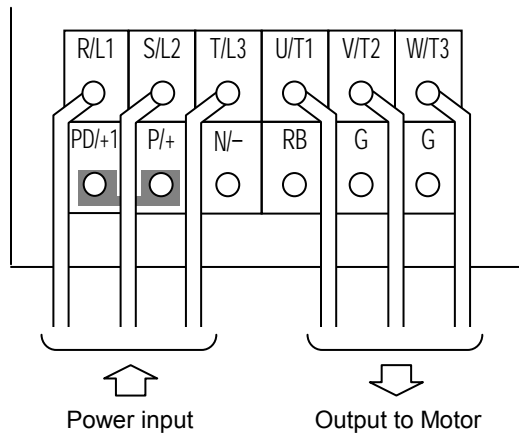 R/L1 S/L2 T/L3 U/T1 V/T2 W/T3
PD/+1 P/+ N/− RB G G
Power input Output to Motor